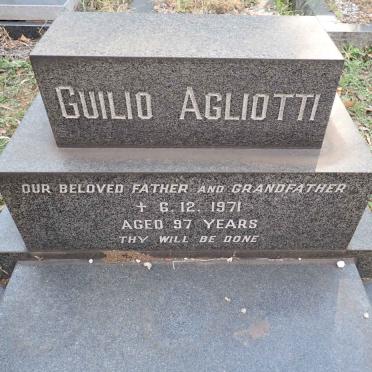 GUILIO AGLIOTTI
OUR BELOVED FATHER AND GRANDFATHER
+ 6.12.1971
AGED 97 YEARS
THY WILL BE DONE